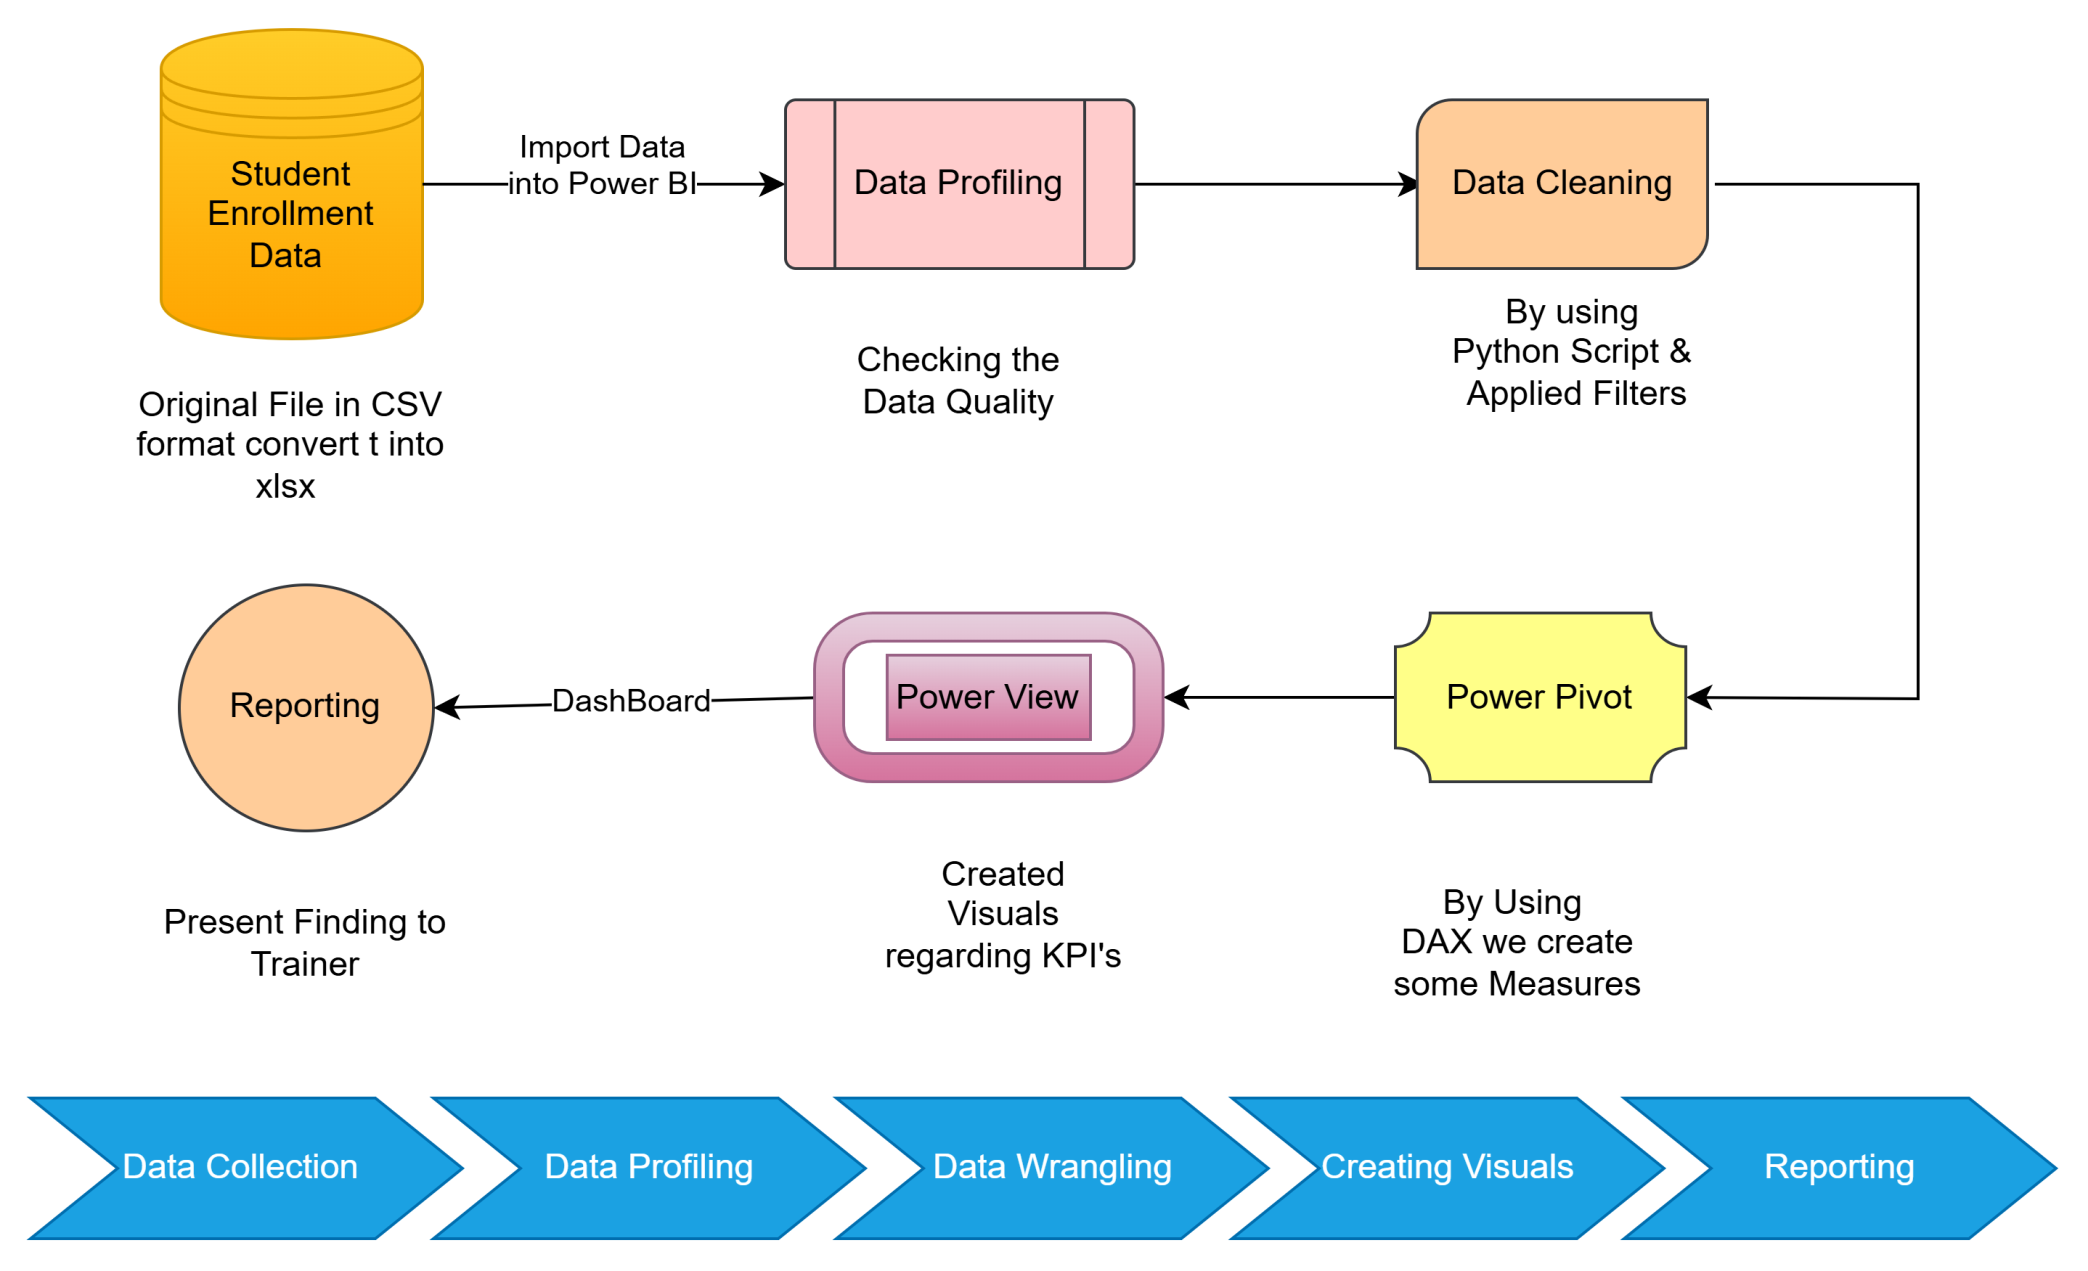 Student
Enrollment
Data
Import Data
into Power BI
Data Profiling
Data Cleaning
Original File in CSV
format convert t into
xlsx
Checking the
Data Quality
By using
Python Script &
Applied Filters
Reporting
DashBoard
Power View
Power Pivot
Present Finding to
Trainer
Created
Visuals
regarding KPI's
By Using
DAX we create
some Measures
Data Collection
Data Profiling
Data Wrangling
Creating Visuals
Reporting